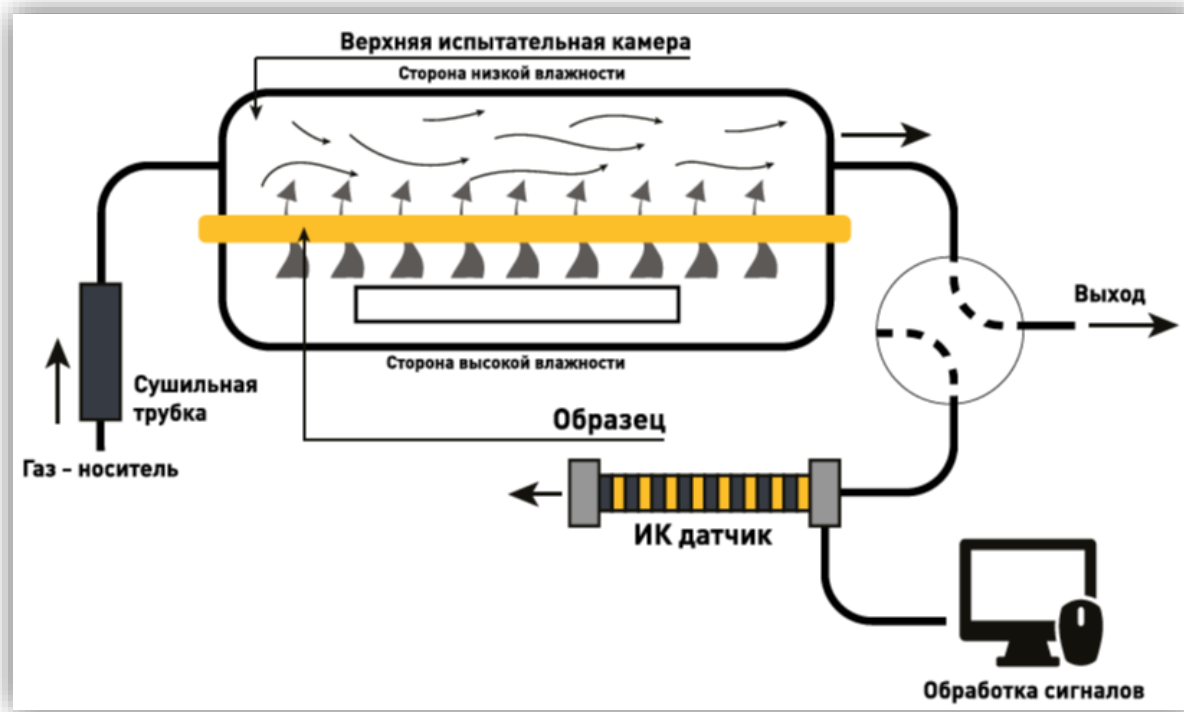 Верхняя испытательная камера
Сторона низкой влажности
Выход
Сторона высокой влажности
Сушильная
трубка
Образец
Газ - носитель
ИК датчик
Обработка сигналов